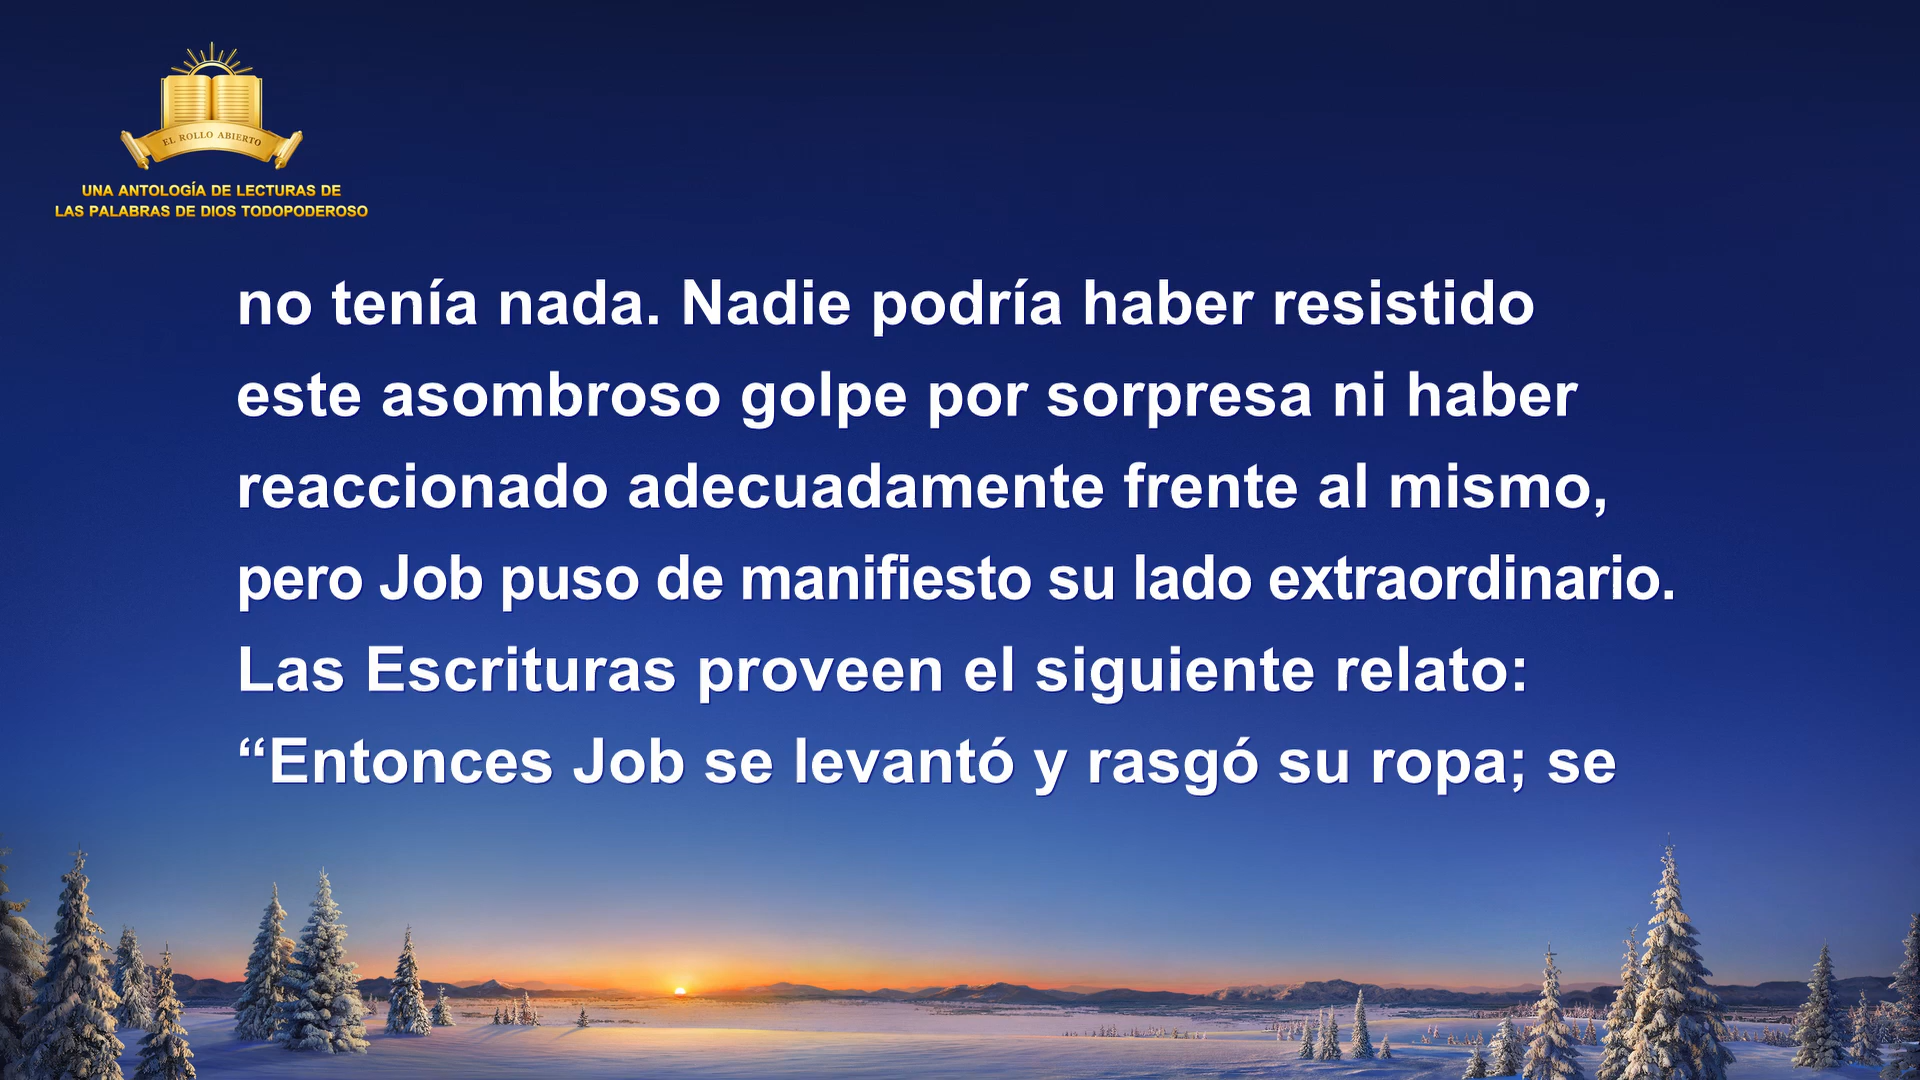 EL ROLLO ABIERTO
UNA ANTOLOGÍA DE LECTURAS DE
LAS PALABRAS DE DIOS TODOPODEROSO
no tenía nada. Nadie podría haber resistido
este asombroso golpe por sorpresa ni haber
reaccionado adecuadamente frente al mismo,
pero Job puso de manifiesto su lado extraordinario.
Las Escrituras proveen el siguiente relato:
“Entonces Job se levantó y rasgó su ropa; se